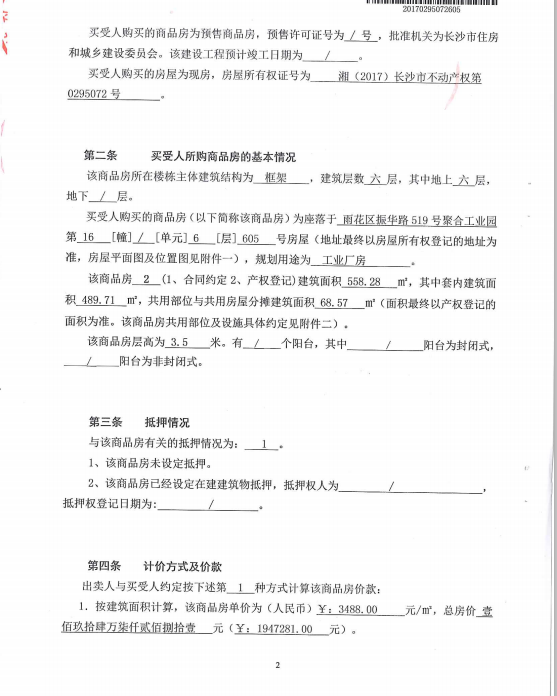 20170295072605
买受人购买的商品房为预售商品房，预售许可证号为 / 号，批准机关为长沙市住房
和城乡建设委员会。该建设工程预计竣工日期为 / 。
买受人购买的房屋为现房，房屋所有权证号为 湘（2017）长沙市不动产权第
0295072 号 。
第二条 买受人所购商品房的基本情况
该商品房所在楼栋主体建筑结构为 框架 ，建筑层数 六 层，其中地上 六 层，
地下 / 层。
买受人购买的商品房（以下简称该商品房）为座落于 雨花区振华路 519 号聚合工业园
第 16 [幢] / [单元] 6 [层] 605 号房屋（地址最终以房屋所有权登记的地址为
准，房屋平面图及位置图见附件一），规划用途为 工业厂房 。
该商品房 2 (1、合同约定 2、产权登记)建筑面积 558.28 m²，其中套内建筑面
积 489.71 m²，共用部位与共用房屋分摊建筑面积 68.57 m²（面积最终以产权登记的
面积为准。该商品房共用部位及设施具体约定见附件二）。
该商品房层高为 3.5 米。有 / 个阳台，其中 / 阳台为封闭式，
/ 阳台为非封闭式。
第三条 抵押情况
与该商品房有关的抵押情况为： 1 。
1、该商品房未设定抵押。
2、该商品房已经设定在建建筑物抵押，抵押权人为 / ，
抵押权登记日期为: / 。
第四条 计价方式及价款
出卖人与买受人约定按下述第 1 种方式计算该商品房价款：
1．按建筑面积计算，该商品房单价为（人民币）￥：3488.00 元/m²，总房价 壹
佰玖拾肆万柒仟贰佰捌拾壹 元（￥：1947281.00 元）。
2